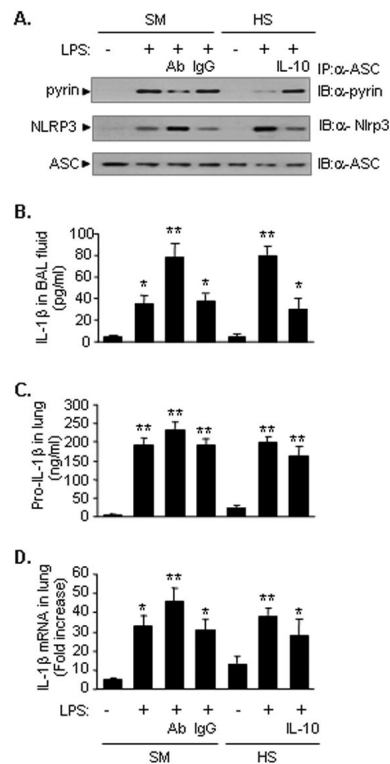 A.
SM HS
LPS: - + + + - + +
Ab IgG IL-10 IP:α-ASC
pyrin IB:α-pyrin
NLRP3 IB:α- Nlrp3
ASC IB:α-ASC
B.
IL-1β in BAL fluid
(pg/ml)
100
80
60
40
20
0
*
**
*
**
*
C.
Pro-IL-1β in lung
(ng/ml)
300
250
200
150
100
50
0
**
**
**
**
**
D.
IL-1β mRNA in lung
(Fold increase)
60
50
40
30
20
10
0
*
**
*
**
*
LPS: - + + + - + +
Ab IgG IL-10
SM HS